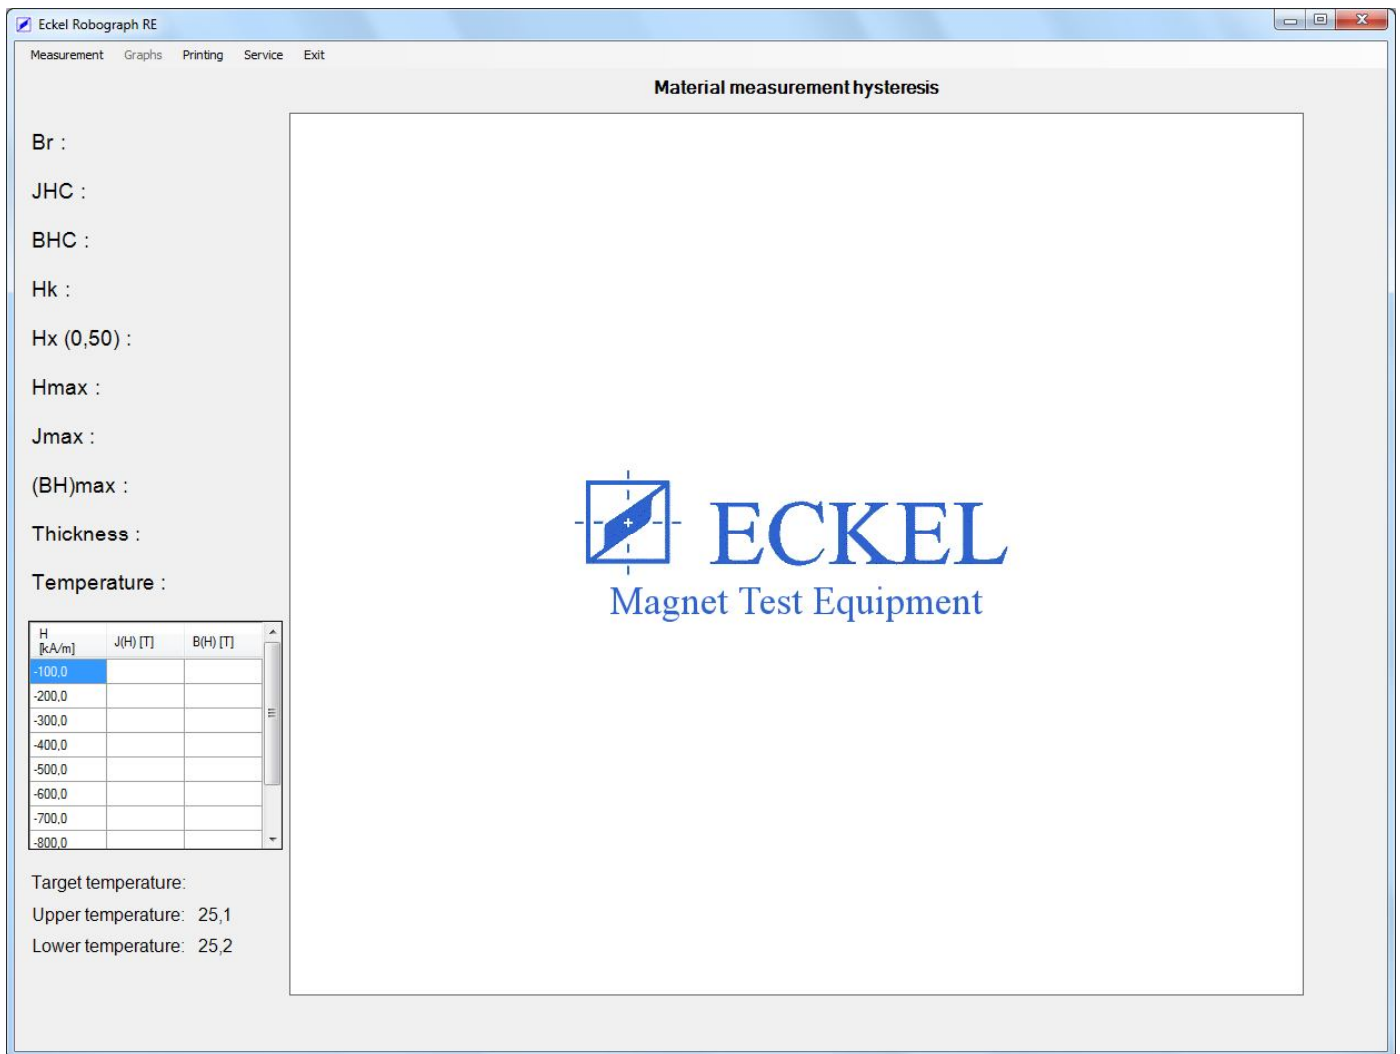 Eckel Robograph RE
Measurement Graphs Printing Service Exit
Material measurement hysteresis
Br :
JHC :
BHC :
Hk :
Hx (0,50) :
Hmax :
Jmax :
(BH)max :
Thickness :
Temperature :
H [kA/m] J(H) [T] B(H) [T]
-100,0
-200,0
-300,0
-400,0
-500,0
-600,0
-700,0
-800,0
Target temperature:
Upper temperature: 25,1
Lower temperature: 25,2
ECKEL
Magnet Test Equipment